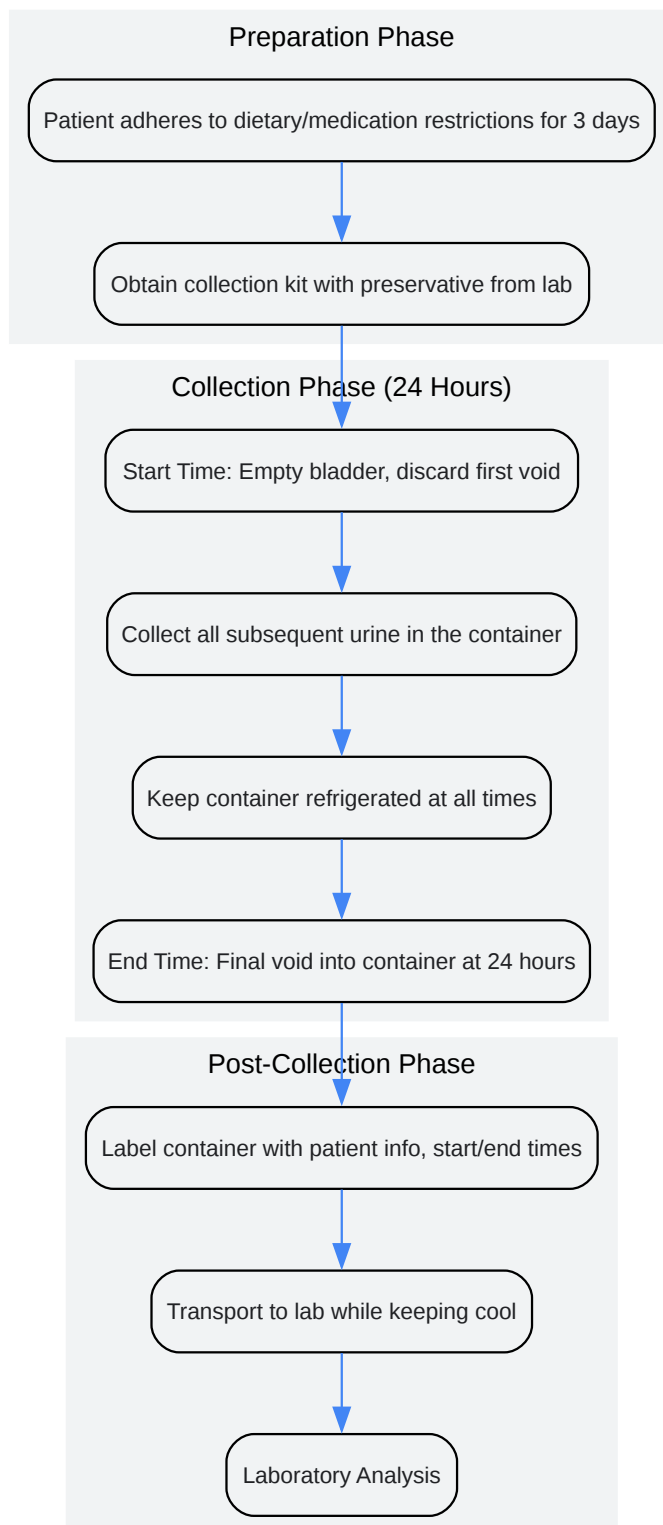 Preparation Phase
Patient adheres to dietary/medication restrictions for 3 days
Obtain collection kit with preservative from lab
Collection Phase (24 Hours)
Start Time: Empty bladder, discard first void
Collect all subsequent urine in the container
Keep container refrigerated at all times
End Time: Final void into container at 24 hours
Post-Collection Phase
Label container with patient info, start/end times
Transport to lab while keeping cool
Laboratory Analysis